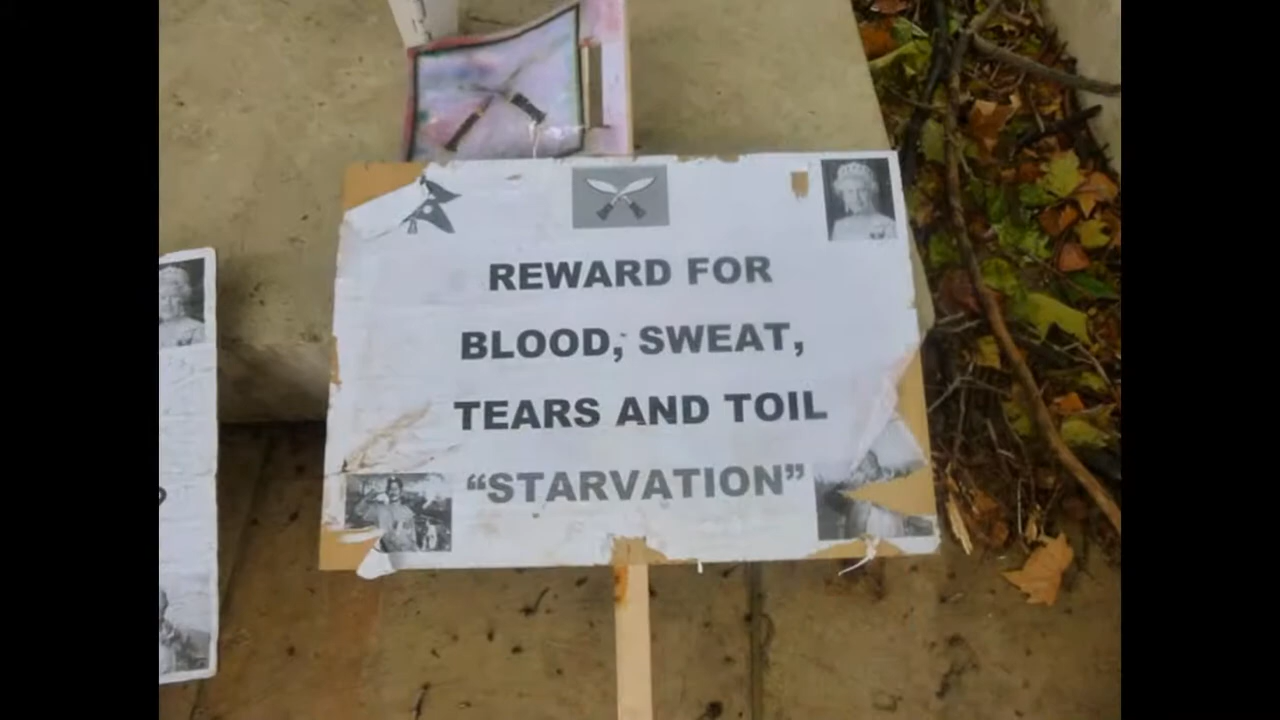 REWARD FOR
BLOOD, SWEAT,
TEARS AND TOIL
“STARVATION”